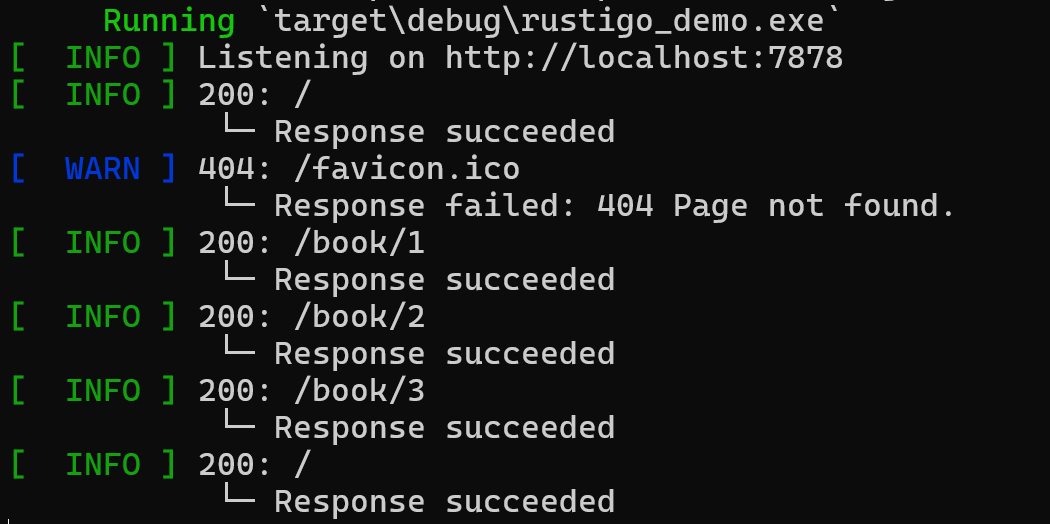 Running `target\debug\rustigo_demo.exe`
[  INFO ] Listening on http://localhost:7878
[  INFO ] 200: /
└─ Response succeeded
[  WARN ] 404: /favicon.ico
└─ Response failed: 404 Page not found.
[  INFO ] 200: /book/1
└─ Response succeeded
[  INFO ] 200: /book/2
└─ Response succeeded
[  INFO ] 200: /book/3
└─ Response succeeded
[  INFO ] 200: /
└─ Response succeeded